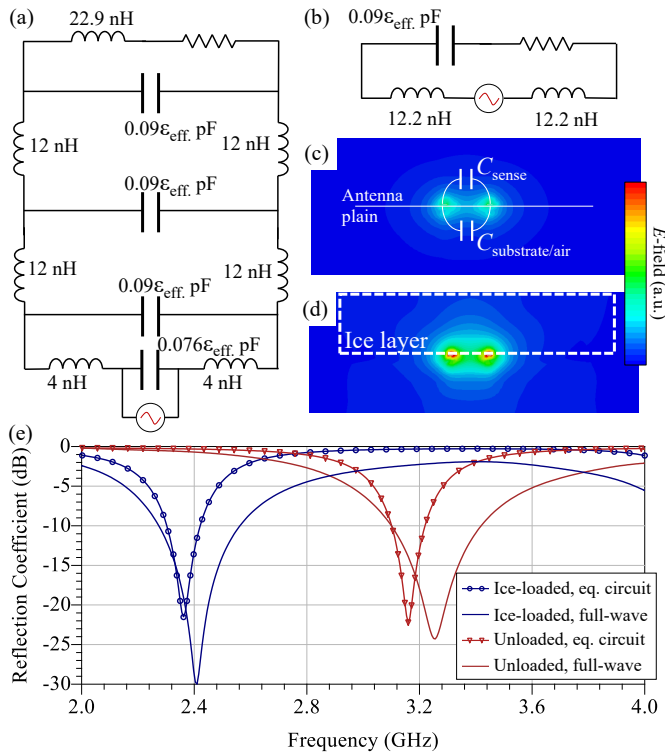 (a)
22.9 nH
0.09εeff. pF
12 nH
12 nH
0.09εeff. pF
12 nH
12 nH
0.09εeff. pF
0.076εeff. pF
4 nH
4 nH
(b)
0.09εeff. pF
12.2 nH
12.2 nH
(c)
Csense
Antenna
plain
Csubstrate/air
(d)
Ice layer
E-field (a.u.)
(e)
Reflection Coefficient (dB)
0
-5
-10
-15
-20
-25
-30
2.0
2.4
2.8
3.2
3.6
4.0
Frequency (GHz)
Ice-loaded, eq. circuit
Ice-loaded, full-wave
Unloaded, eq. circuit
Unloaded, full-wave